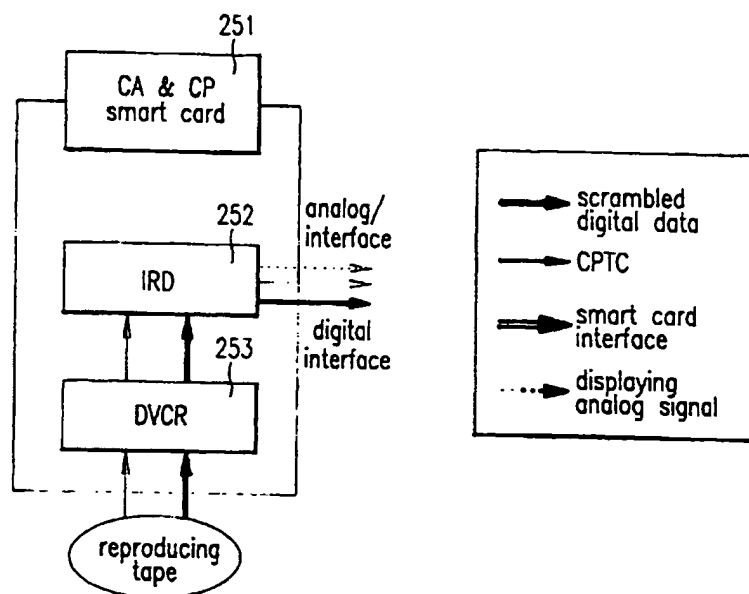 251
CA & CP
smart card
252
analog/
interface
IRD
digital
interface
253
DVCR
reproducing
tape
scrambled
digital data
CPTC
smart card
interface
displaying
analog signal